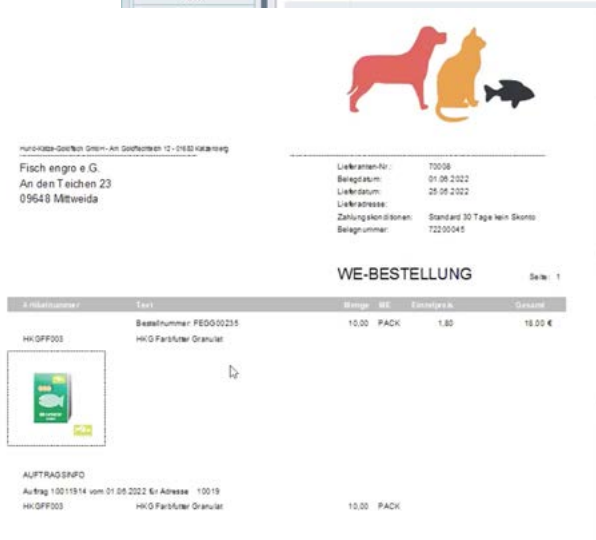 Hund-Katze-Goldfisch GmbH - Am Goldfischteich 12 - 01683 Katzenberg
Fisch engro e.G.
An den Teichen 23
09648 Mittweida
Lieferanten-Nr.: 70008
Belegdatum: 01.06.2022
Lieferdatum: 25.06.2022
Lieferadresse:
Zahlungskonditionen: Standard 30 Tage kein Skonto
Belegnummer: 72200045
WE-BESTELLUNG Seite: 1
Artikelnummer Text Menge ME Einzelpreis Gesamt
Bestellnummer FEGG00235 10,00 PACK 1,80 18,00 €
HKGFF003 HKG Farbfutter Granulat
AUFTRAGSINFO
Auftrag 10011914 vom 01.06.2022 für Adresse 10019
HKGFF003 HKG Farbfutter Granulat 10,00 PACK